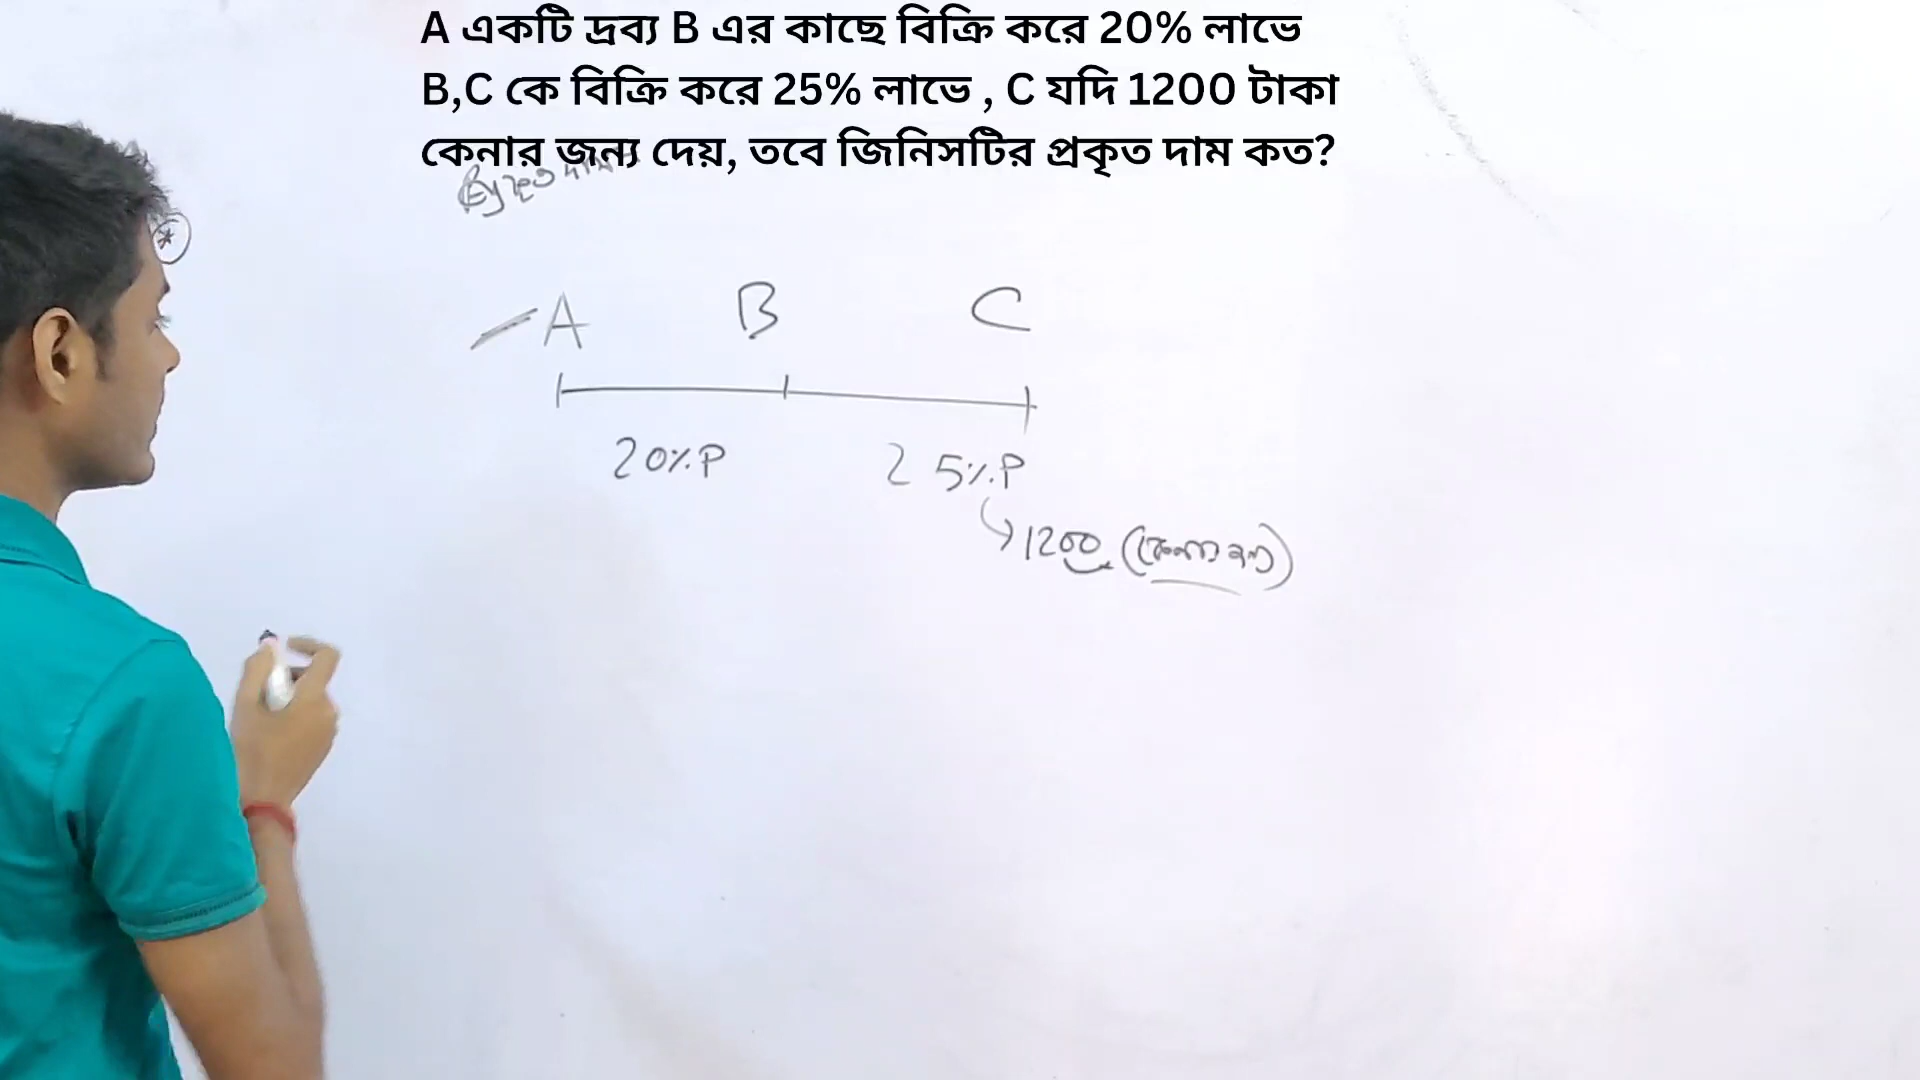 A একটি দ্রব্য B এর কাছে বিক্রি করে 20% লাভে
B,C কে বিক্রি করে 25% লাভে , C যদি 1200 টাকা
কেনার জন্য দেয়, তবে জিনিসটির প্রকৃত দাম কত?
*
A B C
20%.P 25%.P
1200